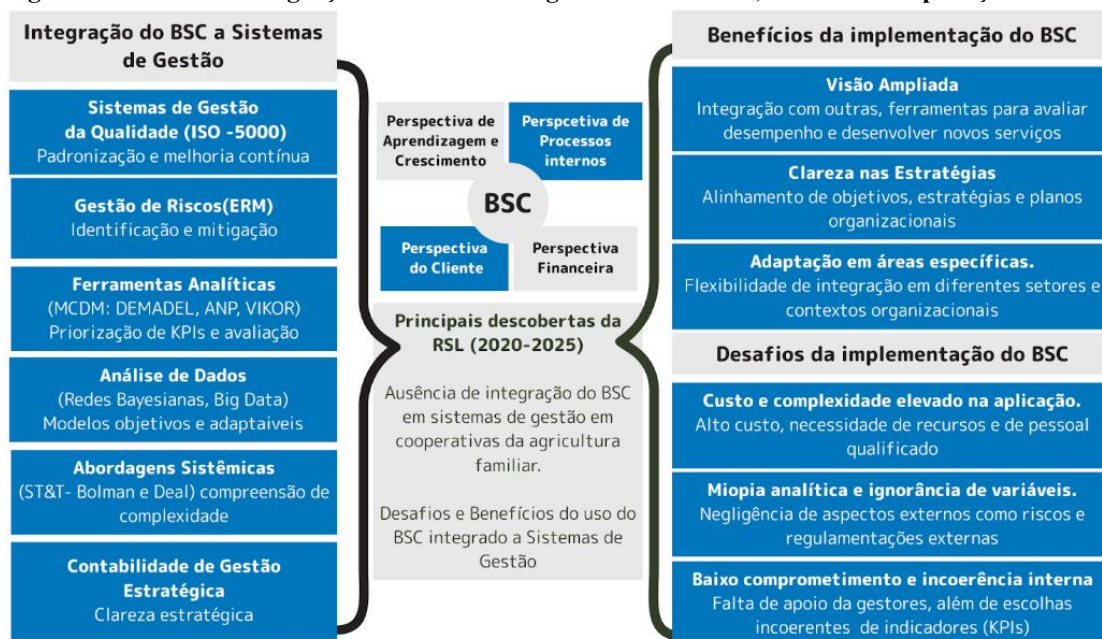 Integração do BSC a Sistemas
de Gestão
Sistemas de Gestão
da Qualidade (ISO -5000)
Padronização e melhoria contínua
Gestão de Riscos(ERM)
Identificação e mitigação
Ferramentas Analíticas
(MCDM: DEMADEL, ANP, VIKOR)
Priorização de KPIs e avaliação
Análise de Dados
(Redes Bayesianas, Big Data)
Modelos objetivos e adaptaiveis
Abordagens Sistêmicas
(ST&T- Bolman e Deal) compreensão de
complexidade
Contabilidade de Gestão
Estratégica
Clareza estratégica
Perspectiva de
Aprendizagem e
Crescimento
Perspcetiva de
Processos
internos
BSC
Perspectiva
do Cliente
Perspectiva
Financeira
Principais descobertas da
RSL (2020-2025)
Ausência de integração do BSC
em sistemas de gestão em
cooperativas da agricultura
familiar.
Desafios e Benefícios do uso do
BSC integrado a Sistemas de
Gestão
Benefícios da implementação do BSC
Visão Ampliada
Integração com outras, ferramentas para avaliar
desempenho e desenvolver novos serviços
Clareza nas Estratégias
Alinhamento de objetivos, estratégias e planos
organizacionais
Adaptação em áreas específicas.
Flexibilidade de integração em diferentes setores e
contextos organizacionais
Desafios da implementação do BSC
Custo e complexidade elevado na aplicação.
Alto custo, necessidade de recursos e de pessoal
qualificado
Miopia analítica e ignorância de variáveis.
Negligência de aspectos externos como riscos e
regulamentações externas
Baixo comprometimento e incoerência interna
Falta de apoio da gestores, além de escolhas
incoerentes de indicadores (KPIs)